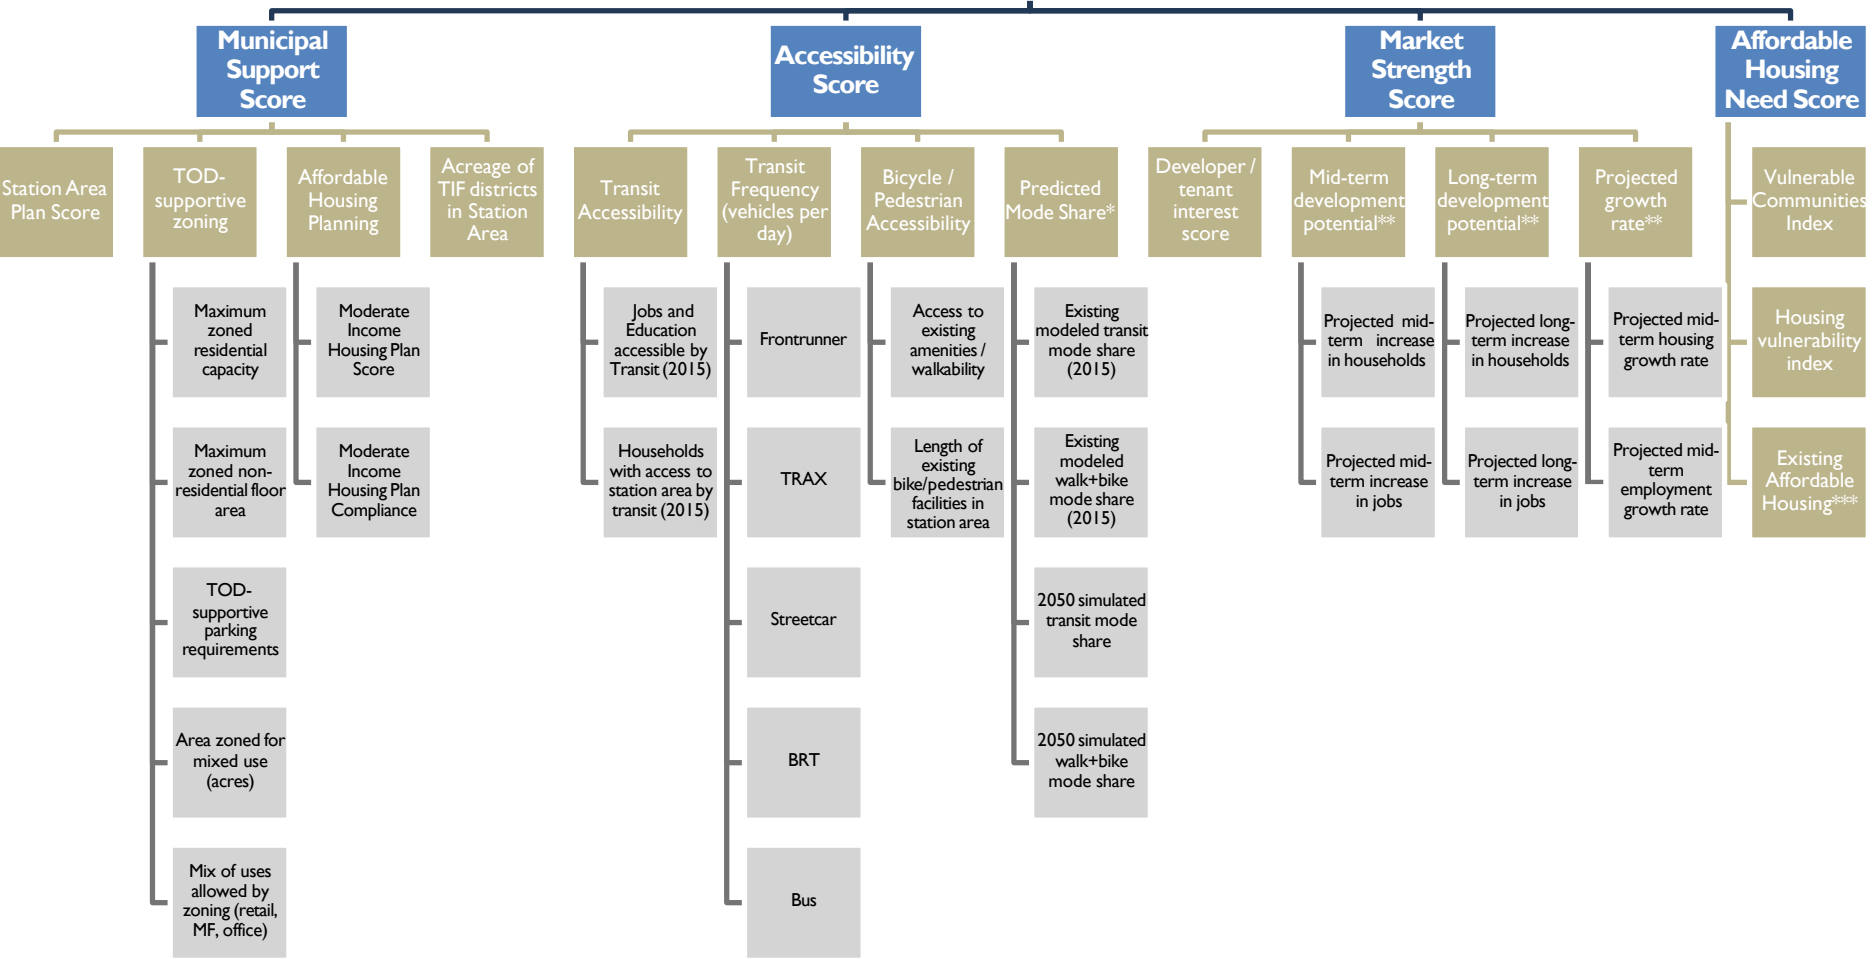 Municipal
Support
Score
Accessibility
Score
Market
Strength
Score
Affordable
Housing
Need Score
Station Area
Plan Score
TOD-
supportive
zoning
Affordable
Housing
Planning
Acreage of
TIF districts
in Station
Area
Transit
Accessibility
Transit
Frequency
(vehicles per
day)
Bicycle /
Pedestrian
Accessibility
Predicted
Mode Share*
Developer /
tenant
interest
score
Mid-term
development
potential**
Long-term
development
potential**
Projected
growth
rate**
Vulnerable
Communities
Index
Maximum
zoned
residential
capacity
Moderate
Income
Housing Plan
Score
Jobs and
Education
accessible by
Transit (2015)
Frontrunner
Access to
existing
amenities /
walkability
Existing
modeled transit
mode share
(2015)
Projected mid-
term increase
in households
Projected long-
term increase
in households
Projected mid-
term housing
growth rate
Housing
vulnerability
index
Maximum
zoned non-
residential floor
area
Moderate
Income
Housing Plan
Compliance
Households
with access to
station area by
transit (2015)
TRAX
Length of
existing
bike/pedestrian
facilities in
station area
Existing
modeled
walk+bike
mode share
(2015)
Projected mid-
term increase
in jobs
Projected long-
term increase
in jobs
Projected mid-
term
employment
growth rate
Existing
Affordable
Housing***
TOD-
supportive
parking
requirements
Streetcar
2050 simulated
transit mode
share
Area zoned for
mixed use
(acres)
BRT
2050 simulated
walk+bike
mode share
Mix of uses
allowed by
zoning (retail,
MF, office)
Bus